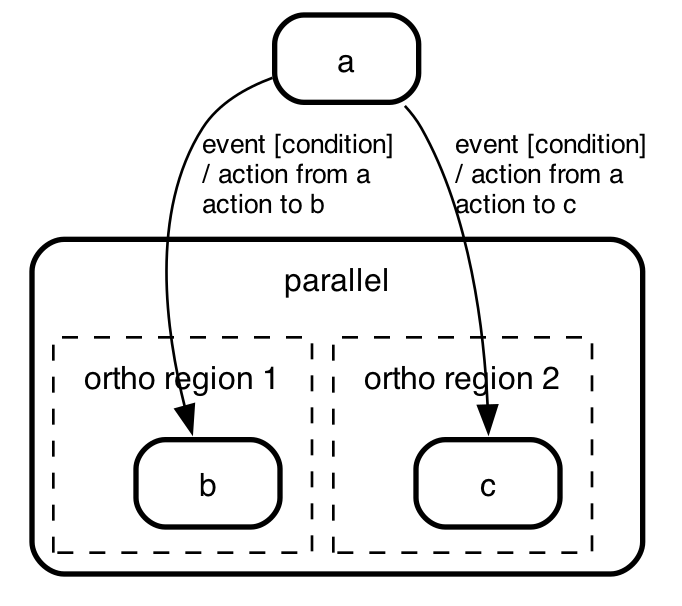 a
event [condition]
/ action from a
action to b
event [condition]
/ action from a
action to c
parallel
ortho region 1
ortho region 2
b
c